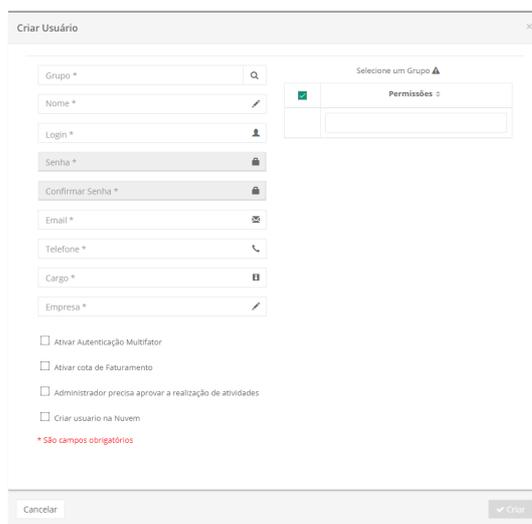 Criar Usuário
×
Grupo *
Nome *
Login *
Senha *
Confirmar Senha *
Email *
Telefone *
Cargo *
Empresa *
Selecione um Grupo
Permissões
Ativar Autenticação Multifator
Ativar cota de Faturamento
Administrador precisa aprovar a realização de atividades
Criar usuario na Nuvem
* São campos obrigatórios
Cancelar
Criar